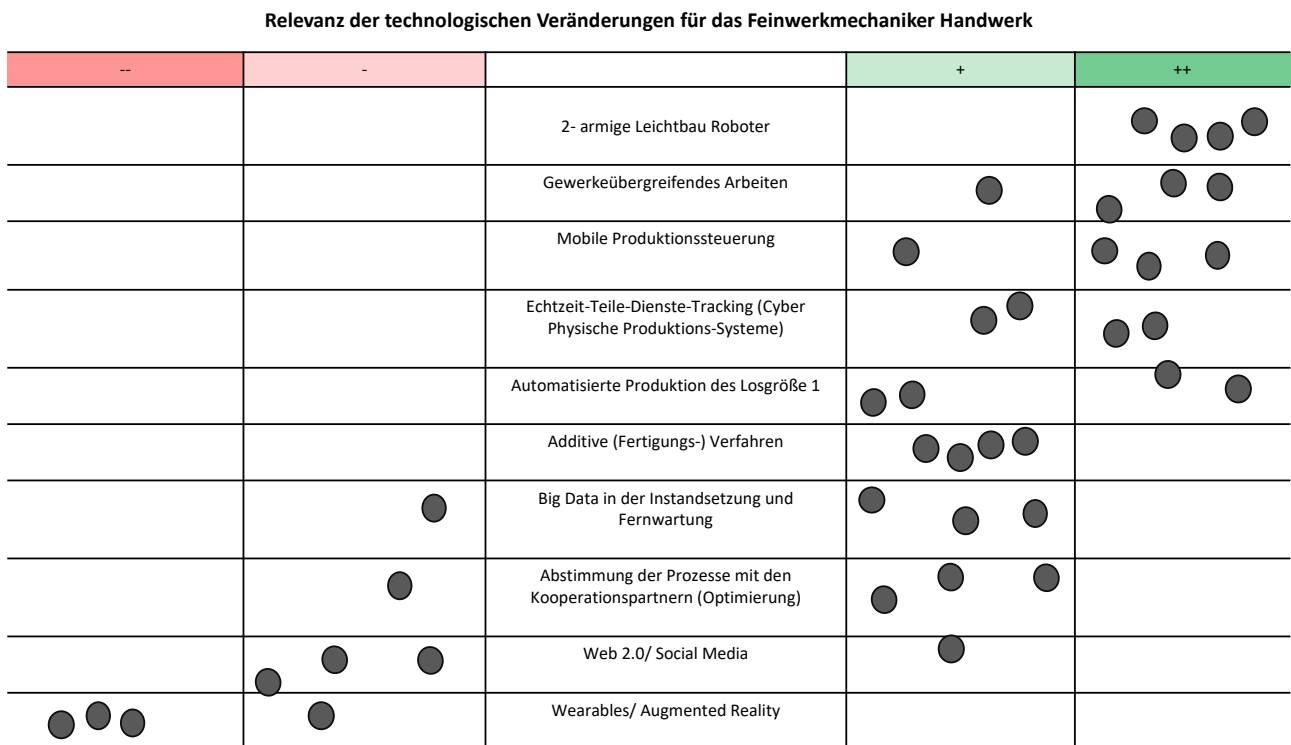 Relevanz der technologischen Veränderungen für das Feinwerkmechaniker Handwerk
-- - + ++
2- armige Leichtbau Roboter
Gewerkeübergreifendes Arbeiten
Mobile Produktionssteuerung
Echtzeit-Teile-Dienste-Tracking (Cyber
Physische Produktions-Systeme)
Automatisierte Produktion des Losgröße 1
Additive (Fertigungs-) Verfahren
Big Data in der Instandsetzung und
Fernwartung
Abstimmung der Prozesse mit den
Kooperationspartnern (Optimierung)
Web 2.0/ Social Media
Wearables/ Augmented Reality